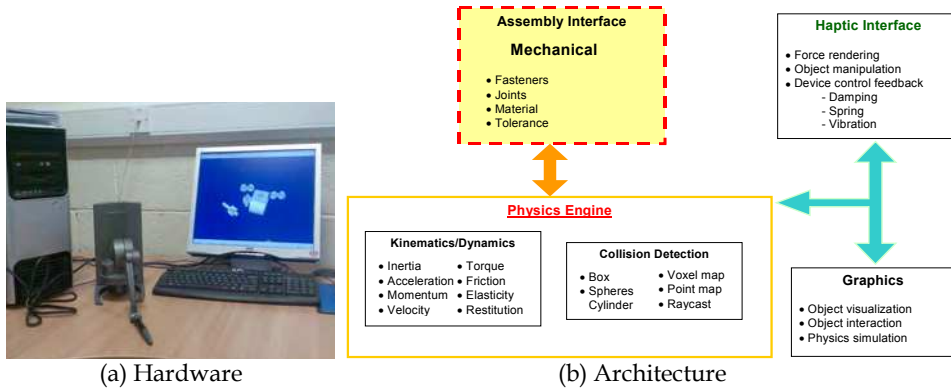 Assembly Interface
Mechanical
• Fasteners
• Joints
• Material
• Tolerance
Haptic Interface
• Force rendering
• Object manipulation
• Device control feedback
- Damping
- Spring
- Vibration
Physics Engine
Kinematics/Dynamics
• Inertia
• Acceleration
• Momentum
• Velocity
• Torque
• Friction
• Elasticity
• Restitution
Collision Detection
• Box
• Spheres
Cylinder
• Voxel map
• Point map
• Raycast
Graphics
• Object visualization
• Object interaction
• Physics simulation
(a) Hardware
(b) Architecture